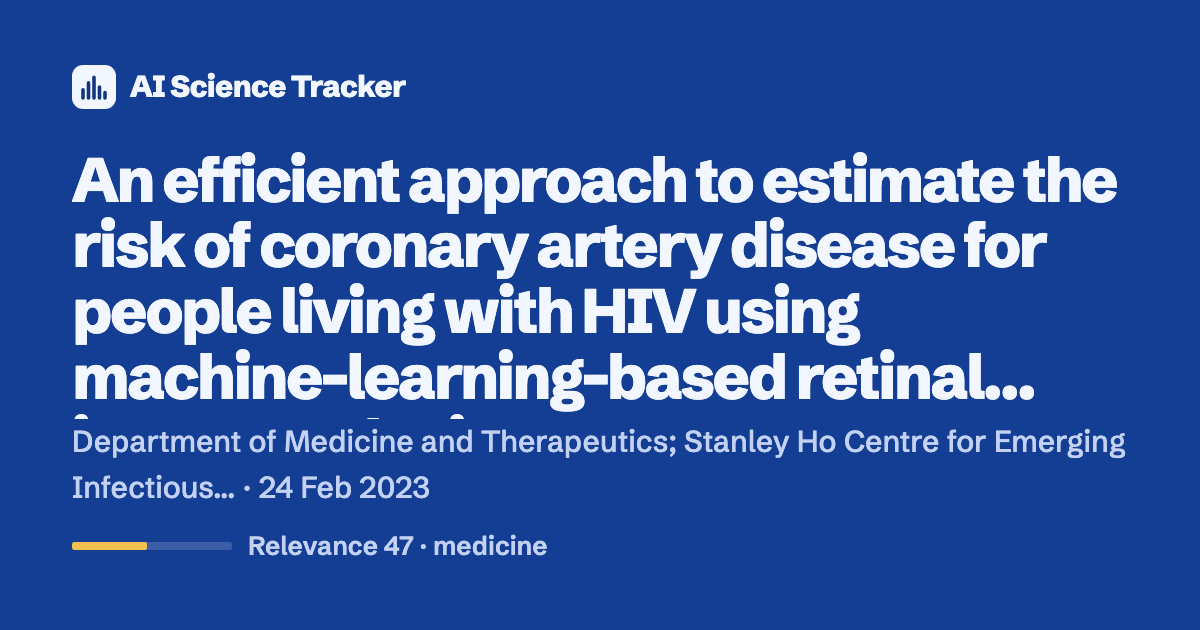 AI Science Tracker
An efficient approach to estimate the
risk of coronary artery disease for
people living with HIV using
machine-learning-based retinal...
Department of Medicine and Therapeutics; Stanley Ho Centre for Emerging
Infectious... · 24 Feb 2023
Relevance 47 · medicine